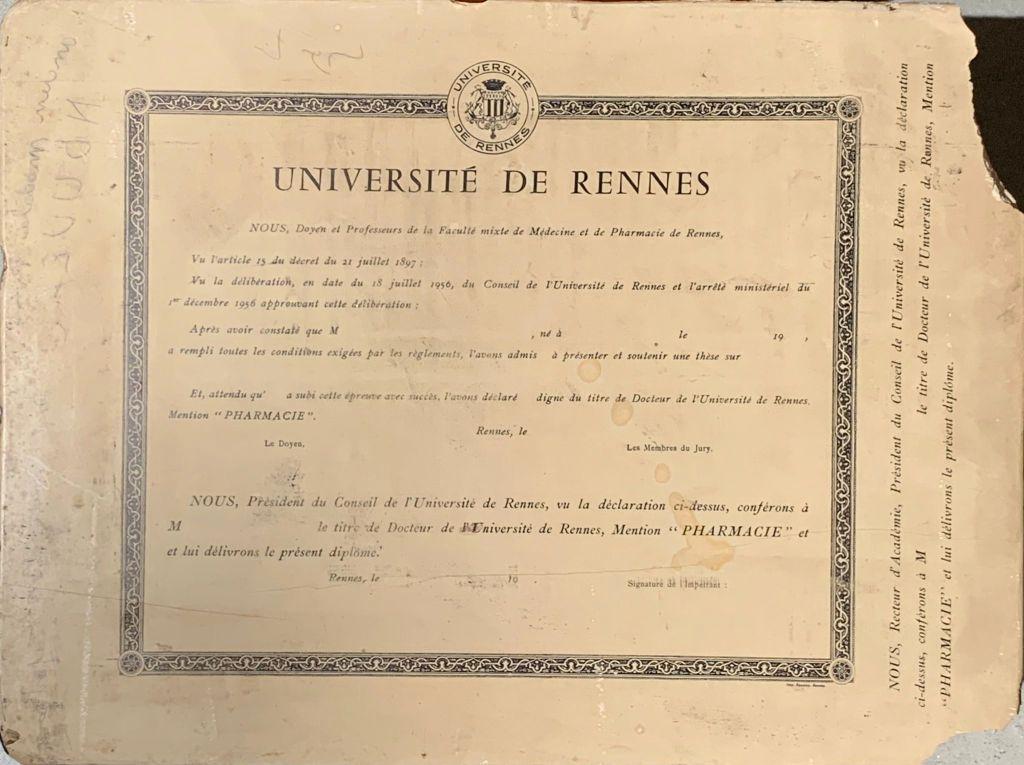 UNIVERSITÉ
DE RENNES
UNIVERSITÉ DE RENNES
NOUS, Doyen et Professeurs de la Faculté mixte de Médecine et de Pharmacie de Rennes,
Vu l'article 15 du décret du 21 juillet 1897 ;
Vu la délibération, en date du 18 juillet 1956, du Conseil de l'Université de Rennes et l'arrêté ministériel du
1er décembre 1956 approuvant cette délibération ;
Après avoir constaté que M , né à le 19 ,
a rempli toutes les conditions exigées par les règlements, l'avons admis à présenter et soutenir une thèse sur
Et, attendu qu' a subi cette épreuve avec succès, l'avons déclaré digne du titre de Docteur de l'Université de Rennes.
Mention “ PHARMACIE ”.
Rennes, le
Le Doyen, Les Membres du Jury.
NOUS, Président du Conseil de l'Université de Rennes, vu la déclaration ci-dessus, conférons à
M le titre de Docteur de l'Université de Rennes, Mention “ PHARMACIE ” et
et lui délivrons le présent diplôme.
Rennes, le 19
Signature de l'Impétrant :
NOUS, Recteur d'Académie, Président du Conseil de l'Université de Rennes, vu la déclaration
ci-dessus, conférons à M le titre de Docteur de l'Université de Rennes, Mention
“PHARMACIE” et lui délivrons le présent diplôme.